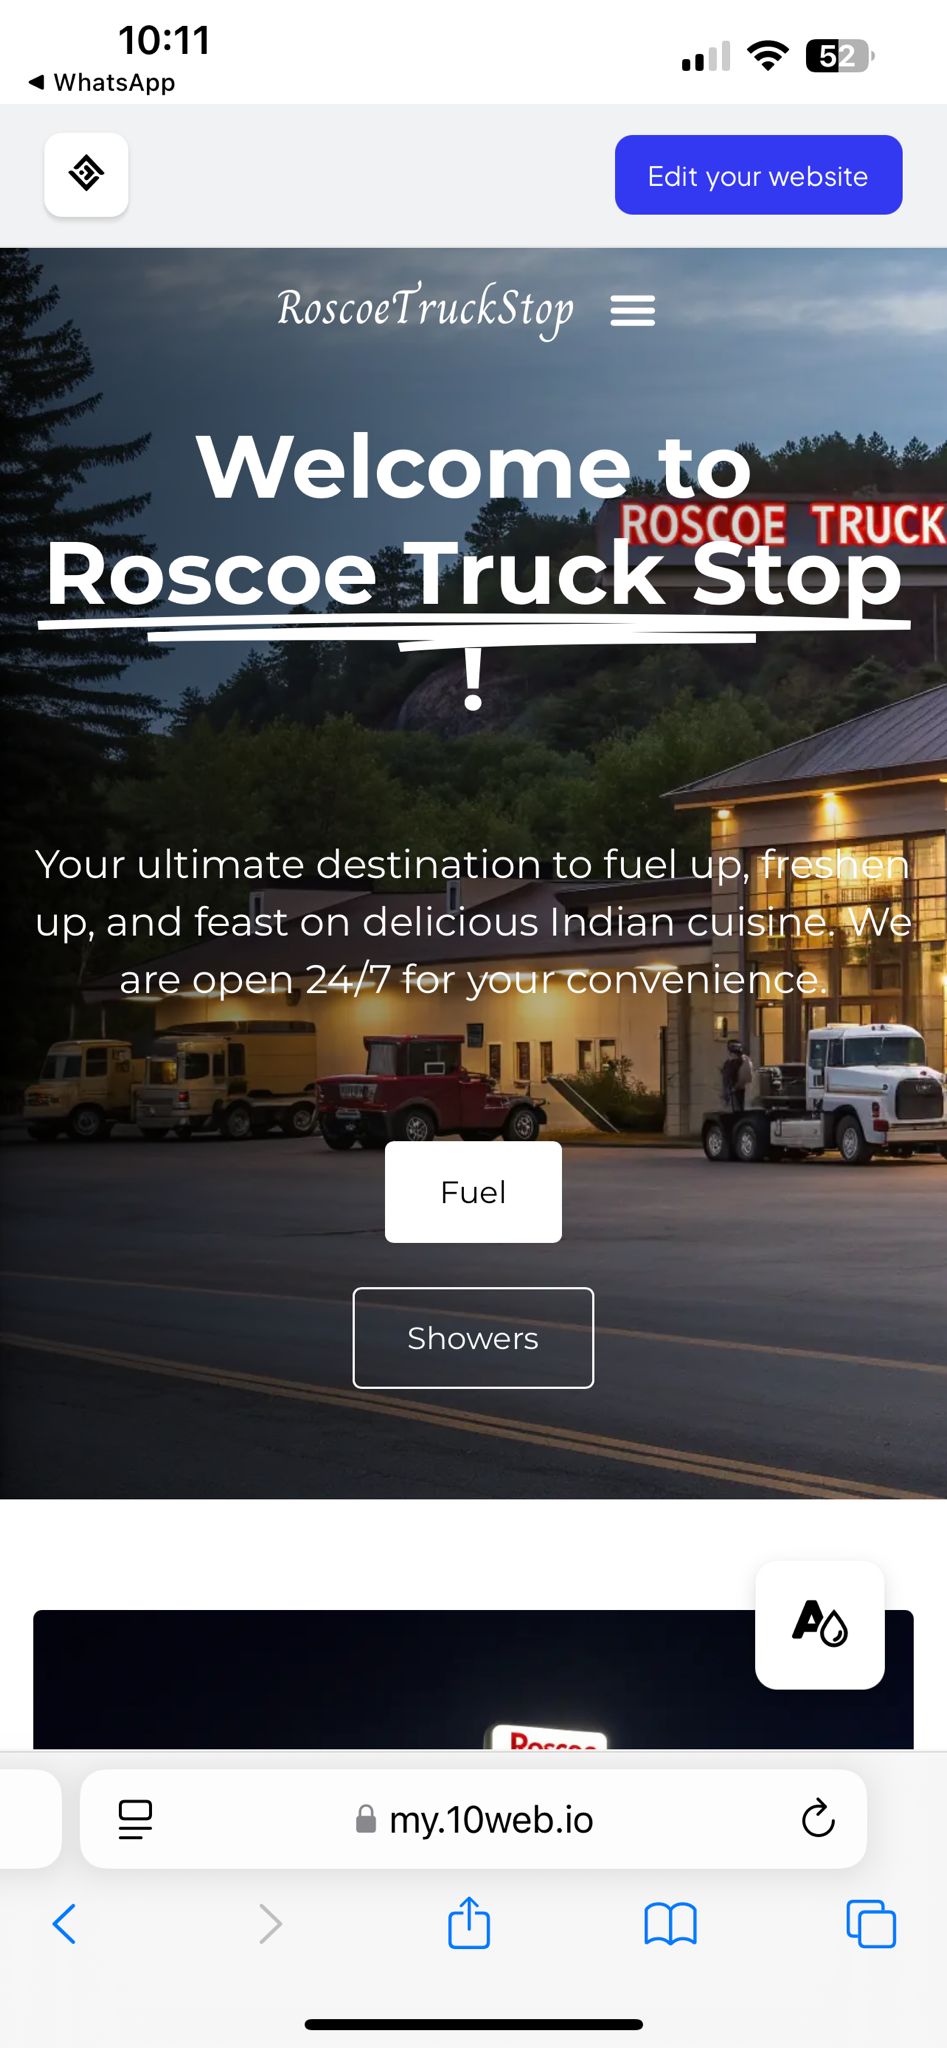 10:11
WhatsApp
52
Edit your website
RoscoeTruckStop
Welcome to
ROSCOE TRUCK
Roscoe Truck Stop
!
Your ultimate destination to fuel up, freshen
up, and feast on delicious Indian cuisine. We
are open 24/7 for your convenience.
Fuel
Showers
A
Roscoe
my.10web.io